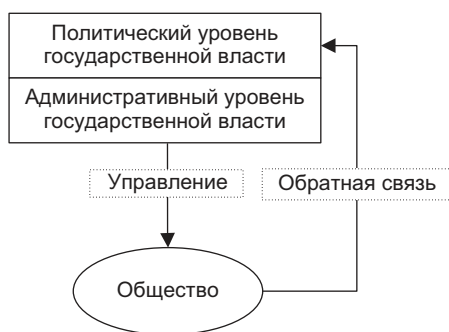 Политический уровень
государственной власти
Административный уровень
государственной власти
Управление
Обратная связь
Общество